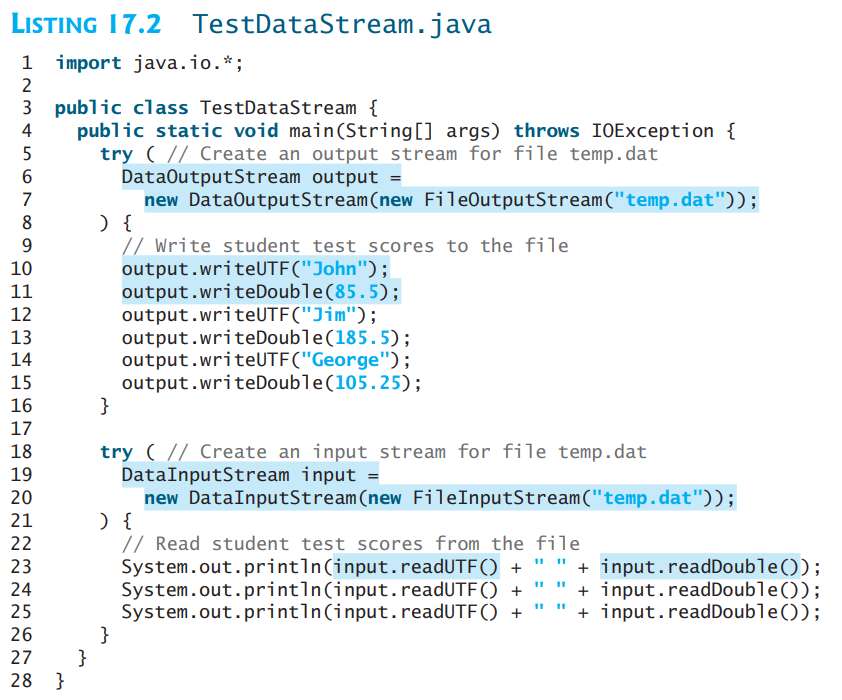 LISTING 17.2 TestDataStream.java
1 import java.io.*;
2
3 public class TestDataStream {
4   public static void main(String[] args) throws IOException {
5     try ( // Create an output stream for file temp.dat
6       DataOutputStream output =
7         new DataOutputStream(new FileOutputStream("temp.dat"));
8     ) {
9       // Write student test scores to the file
10       output.writeUTF("John");
11       output.writeDouble(85.5);
12       output.writeUTF("Jim");
13       output.writeDouble(185.5);
14       output.writeUTF("George");
15       output.writeDouble(105.25);
16     }
17
18     try ( // Create an input stream for file temp.dat
19       DataInputStream input =
20         new DataInputStream(new FileInputStream("temp.dat"));
21     ) {
22       // Read student test scores from the file
23       System.out.println(input.readUTF() + " " + input.readDouble());
24       System.out.println(input.readUTF() + " " + input.readDouble());
25       System.out.println(input.readUTF() + " " + input.readDouble());
26     }
27   }
28 }